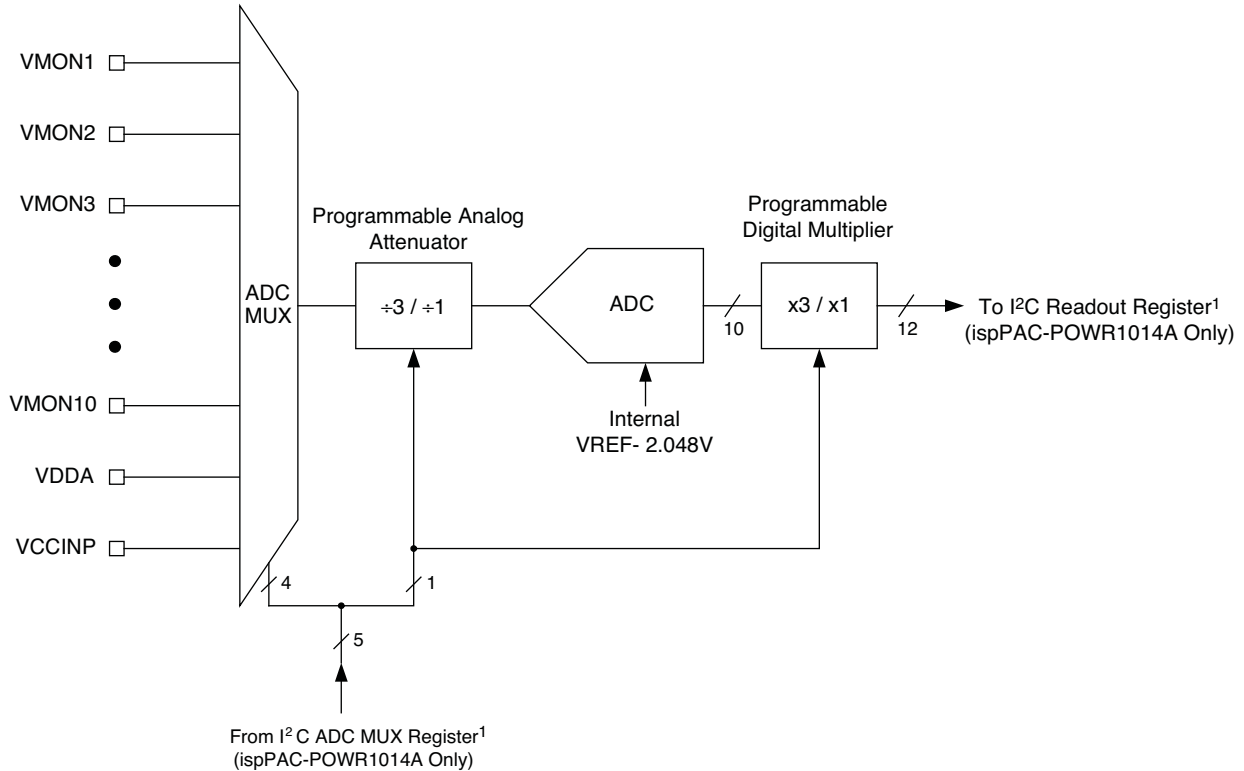 VMON1
VMON2
VMON3
VMON10
VDDA
VCCINP
ADC
MUX
Programmable Analog
Attenuator
÷3 / ÷1
ADC
10
Internal
VREF- 2.048V
Programmable
Digital Multiplier
x3 / x1
12
To I²C Readout Register¹
(ispPAC-POWR1014A Only)
4
1
5
From I² C ADC MUX Register¹
(ispPAC-POWR1014A Only)